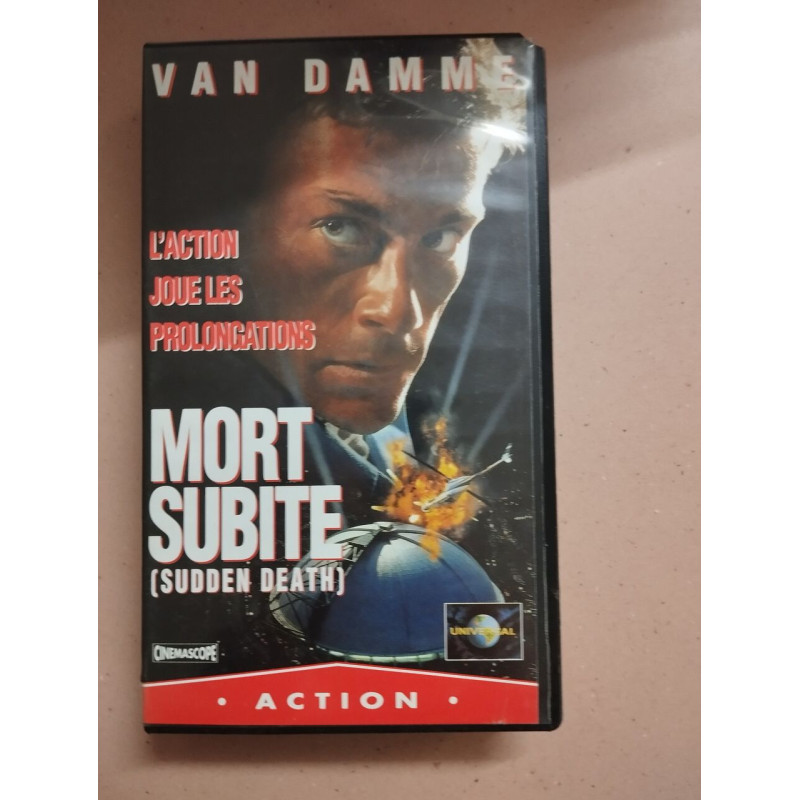 VAN DAMME
L'ACTION
JOUE LES
PROLONGATIONS
MORT
SUBITE
(SUDDEN DEATH)
UNIVERSAL
CINEMASCOPE
• ACTION •